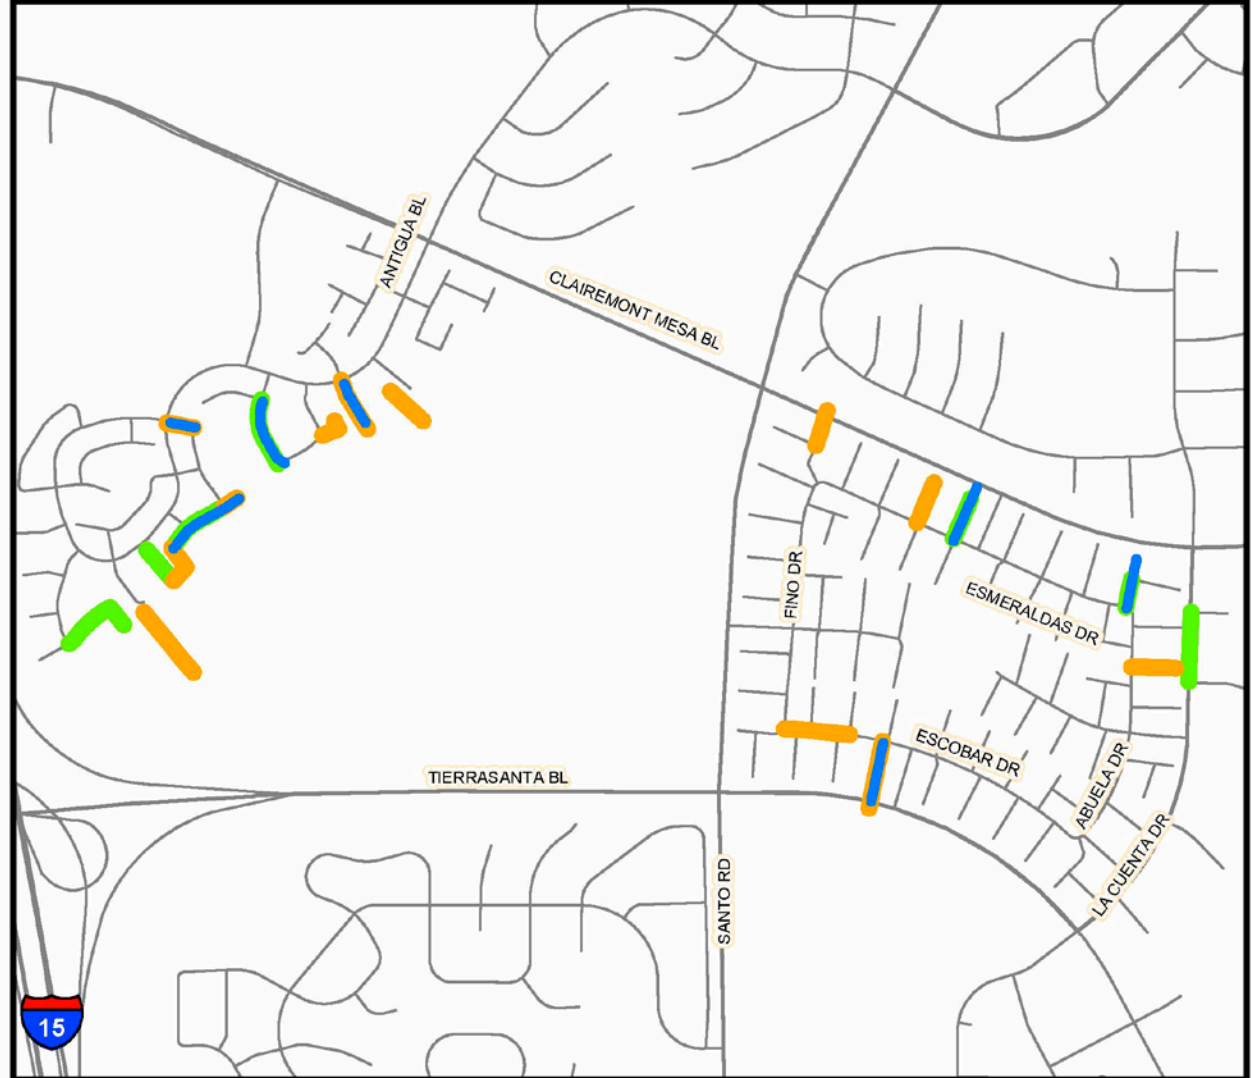 ANTIGUA BL
CLAIREMONT MESA BL
FINO DR
ESMERALDAS DR
ESCOBAR DR
TIERRASANTA BL
ABUELA DR
LA CUENTA DR
SANTO RD
15